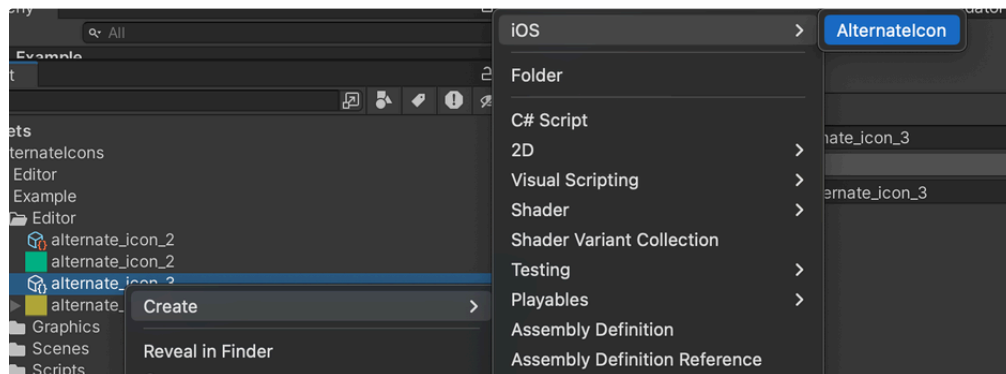 All
Example
ets
ternateIcons
Editor
Example
Editor
alternate_icon_2
alternate_icon_2
alternate_icon_3
alternate_
Graphics
Scenes
Scripts
Create
Reveal in Finder
iOS
Folder
C# Script
2D
Visual Scripting
Shader
Shader Variant Collection
Testing
Playables
Assembly Definition
Assembly Definition Reference
AlternateIcon
nate_icon_3
ernate_icon_3